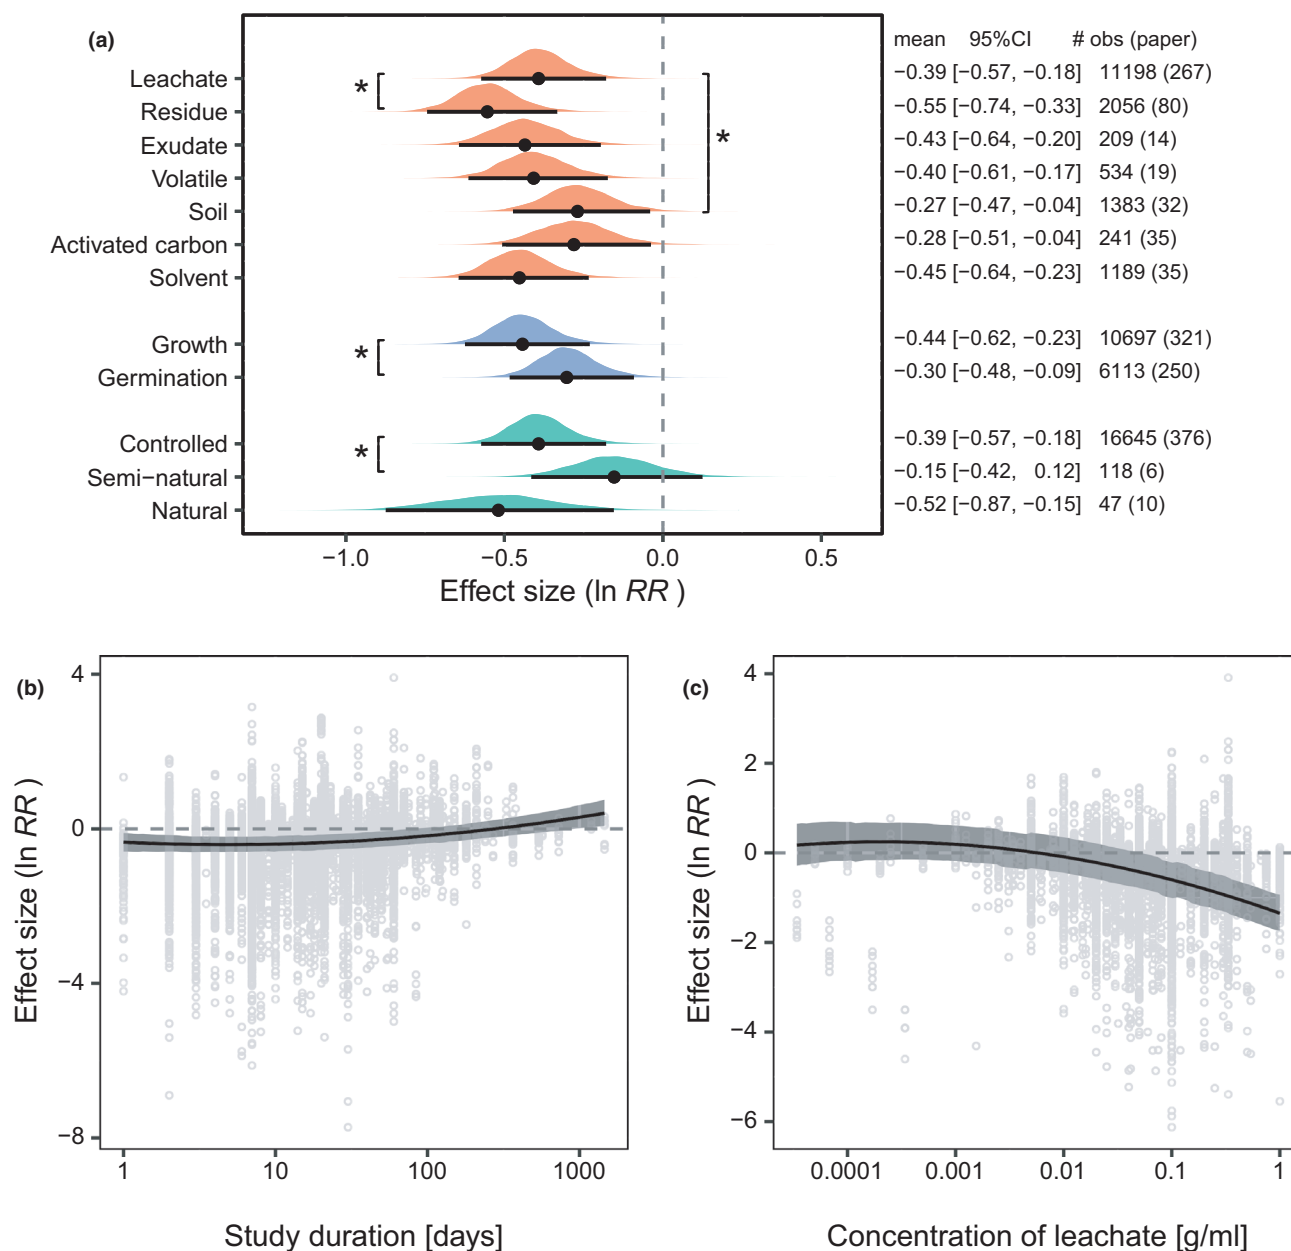 (a)
mean 95%CI # obs (paper)
Leachate −0.39 [−0.57, −0.18] 11198 (267)
Residue −0.55 [−0.74, −0.33] 2056 (80)
Exudate −0.43 [−0.64, −0.20] 209 (14)
Volatile −0.40 [−0.61, −0.17] 534 (19)
Soil −0.27 [−0.47, −0.04] 1383 (32)
Activated carbon −0.28 [−0.51, −0.04] 241 (35)
Solvent −0.45 [−0.64, −0.23] 1189 (35)
Growth −0.44 [−0.62, −0.23] 10697 (321)
Germination −0.30 [−0.48, −0.09] 6113 (250)
Controlled −0.39 [−0.57, −0.18] 16645 (376)
Semi−natural −0.15 [−0.42, 0.12] 118 (6)
Natural −0.52 [−0.87, −0.15] 47 (10)
* * * *
−1.0 −0.5 0.0 0.5
Effect size (ln RR )
(b)
4
0
−4
−8
Effect size (ln RR )
1 10 100 1000
Study duration [days]
(c)
4
2
0
−2
−4
−6
Effect size (ln RR )
0.0001 0.001 0.01 0.1 1
Concentration of leachate [g/ml]